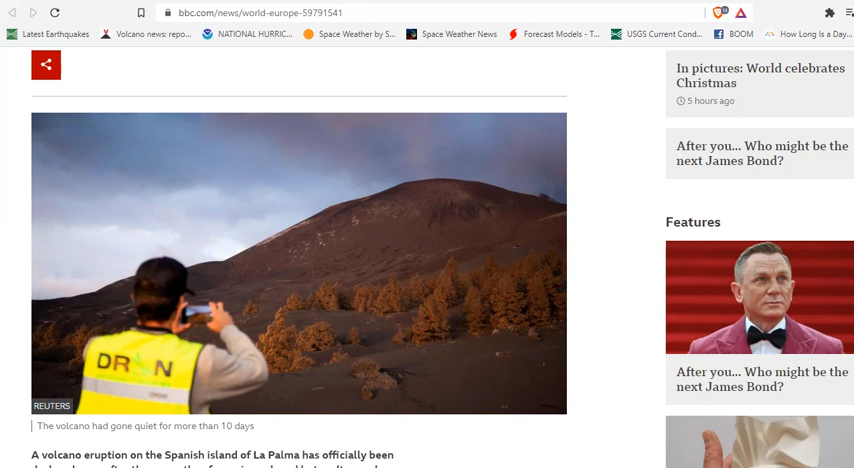 bbc.com/news/world-europe-59791541
Latest Earthquakes
Volcano news: repo...
NATIONAL HURRIC...
Space Weather by S...
Space Weather News
Forecast Models - T...
USGS Current Cond...
BOOM
How Long Is a Day...
In pictures: World celebrates
Christmas
5 hours ago
After you... Who might be the
next James Bond?
Features
DR N
REUTERS
The volcano had gone quiet for more than 10 days
After you... Who might be the
next James Bond?
A volcano eruption on the Spanish island of La Palma has officially been